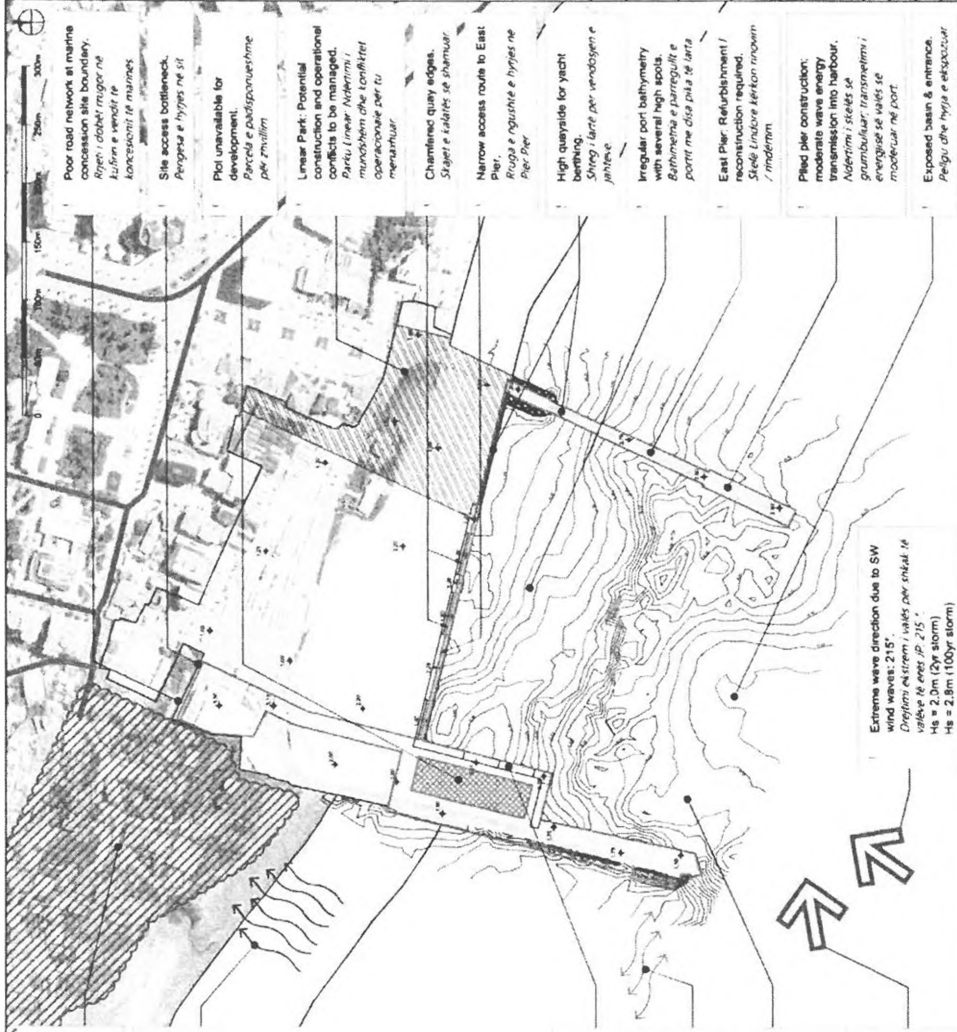 0
150m
250m
300m
Poor road network at marina
concession site boundary.
Rrjeti i dobët rrugor në
kufirin e vendit të
koncesionit të marinës
Site access bottleneck.
Pengesa e hyrjes në sit
Plot unavailable for
development.
Parcela e padisponueshme
për zhvillim
Linear Park: Potential
construction and operational
conflicts to be managed.
Parku Linear: Ndërtimi i
mundshëm dhe konfliktet
operacionale për tu
menaxhuar.
Chamfered quay edges.
Skajet e kalatës së shamuar.
Narrow access route to East
Pier.
Rruga e ngushtë e hyrjes në
Pier Pier
High quayside for yacht
berthing.
Shtreg i lartë për vendosjen e
jahteve.
Irregular port bathymetry
with several high spots.
Bathimetria e parregullt e
portit me disa pika të larta
East Pier: Refurbishment /
reconstruction required.
Skelë Lindore kërkon rinovim
/ rindërtim
Piled pier construction:
moderate wave energy
transmission into harbour.
Ndërtimi i skelës së
grumbulluar; transmetimi i
energjisë së valës së
moderuar në port.
Exposed basin & entrance.
Pellgu dhe hyrja e ekspozuar
Extreme wave direction due to SW
wind waves: 215°.
Drejtimi ekstrem i valës për shkak të
valëve të erës JP: 215°
Hs = 2.0m (2yr storm)
Hs = 2.8m (100yr storm)